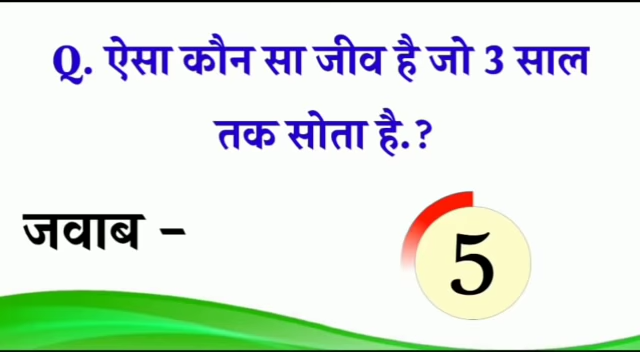 Q. ऐसा कौन सा जीव है जो 3 साल
तक सोता है.?
जवाब –
5